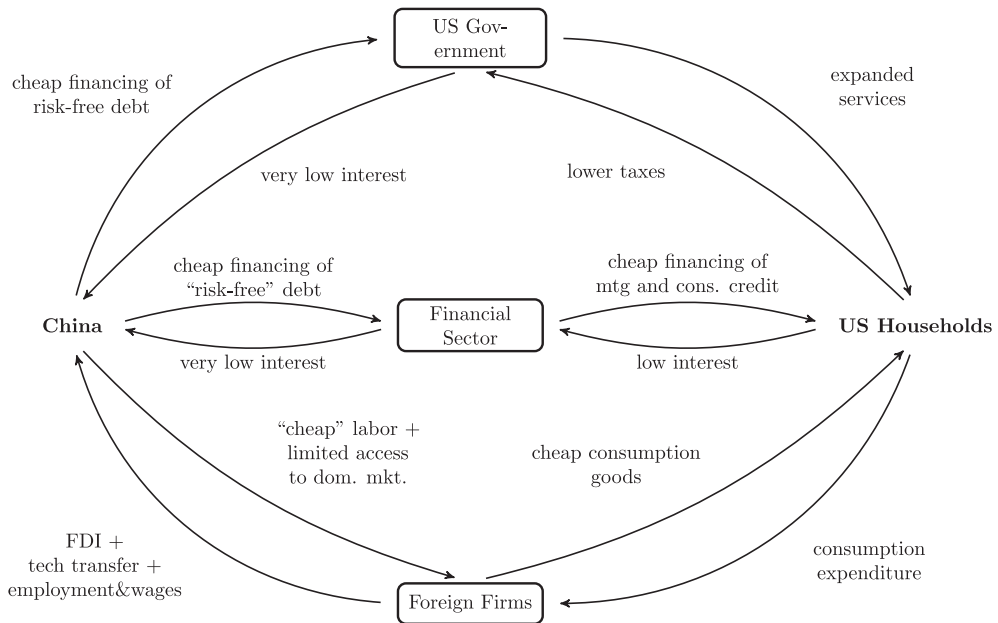 US Gov-
ernment
cheap financing of
risk-free debt
expanded
services
very low interest
lower taxes
cheap financing of
“risk-free” debt
cheap financing of
mtg and cons. credit
China
Financial
Sector
US Households
very low interest
low interest
“cheap” labor +
limited access
to dom. mkt.
cheap consumption
goods
FDI +
tech transfer +
employment&wages
consumption
expenditure
Foreign Firms